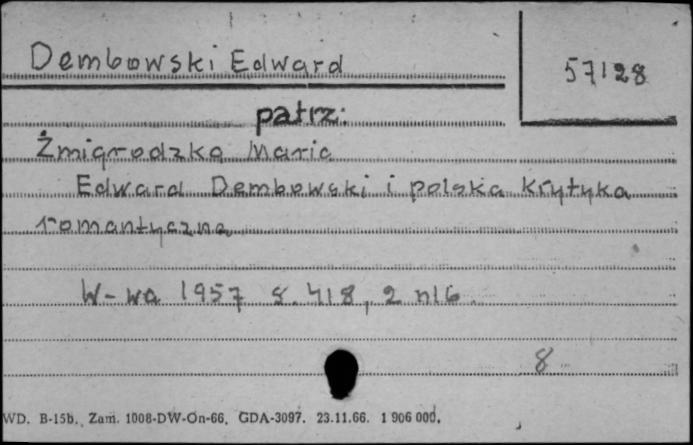 Dembowski Edward
57128
patrz:
Żmigrodzka Maria
Edward Dembowski i polska krytyka
romantyczna
W-wa 1957 s. 418, 2 nlb.
8
WD. B-15b. Zam. 1008-DW-On-66. GDA-3097. 23.11.66. 1 906 000.